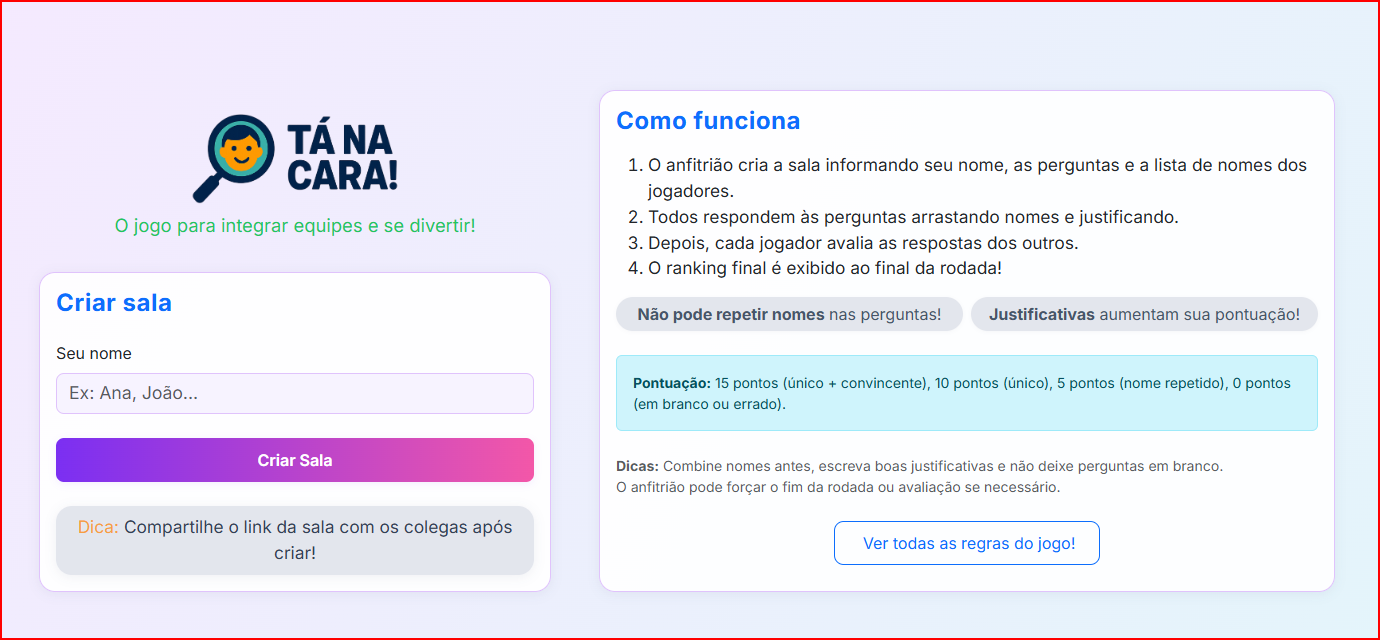 TÁ NA
CARA!
O jogo para integrar equipes e se divertir!
Criar sala
Seu nome
Ex: Ana, João...
Criar Sala
Dica: Compartilhe o link da sala com os colegas após
criar!
Como funciona
1. O anfitrião cria a sala informando seu nome, as perguntas e a lista de nomes dos
jogadores.
2. Todos respondem às perguntas arrastando nomes e justificando.
3. Depois, cada jogador avalia as respostas dos outros.
4. O ranking final é exibido ao final da rodada!
Não pode repetir nomes nas perguntas!
Justificativas aumentam sua pontuação!
Pontuação: 15 pontos (único + convincente), 10 pontos (único), 5 pontos (nome repetido), 0 pontos
(em branco ou errado).
Dicas: Combine nomes antes, escreva boas justificativas e não deixe perguntas em branco.
O anfitrião pode forçar o fim da rodada ou avaliação se necessário.
Ver todas as regras do jogo!